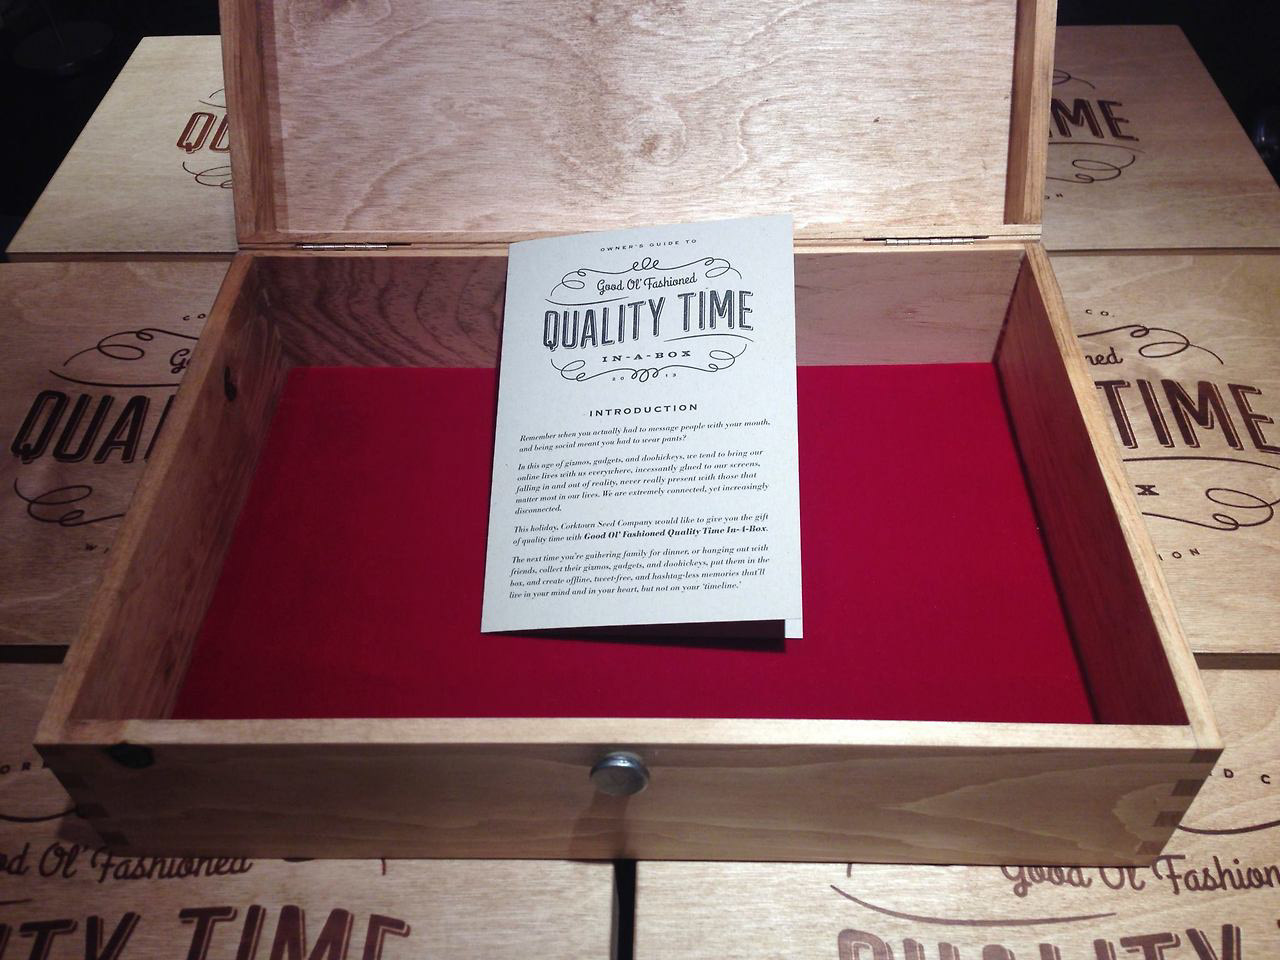 OWNER'S GUIDE TO
Good Ol' Fashioned
QUALITY TIME
IN-A-BOX
2013
INTRODUCTION
Remember when you actually had to message people with your mouth,
and being social meant you had to wear pants?
In this age of gizmos, gadgets, and doohickeys, we tend to bring our
online lives with us everywhere, incessantly glued to our screens,
falling in and out of reality, never really present with those that
matter most in our lives. We are extremely connected, yet increasingly
disconnected.
This holiday, Corktown Seed Company would like to give you the gift
of quality time with Good Ol' Fashioned Quality Time In-A-Box.
The next time you're gathering family for dinner, or hanging out with
friends, collect their gizmos, gadgets, and doohickeys, put them in the
box, and create offline, tweet-free, and hashtag-less memories that'll
live in your mind and in your heart, but not on your 'timeline.'
QU
IME
QUAL
TIME
X
od Ol' Fashioned
ITY TIME
Good Ol' Fashion
QUALITY T